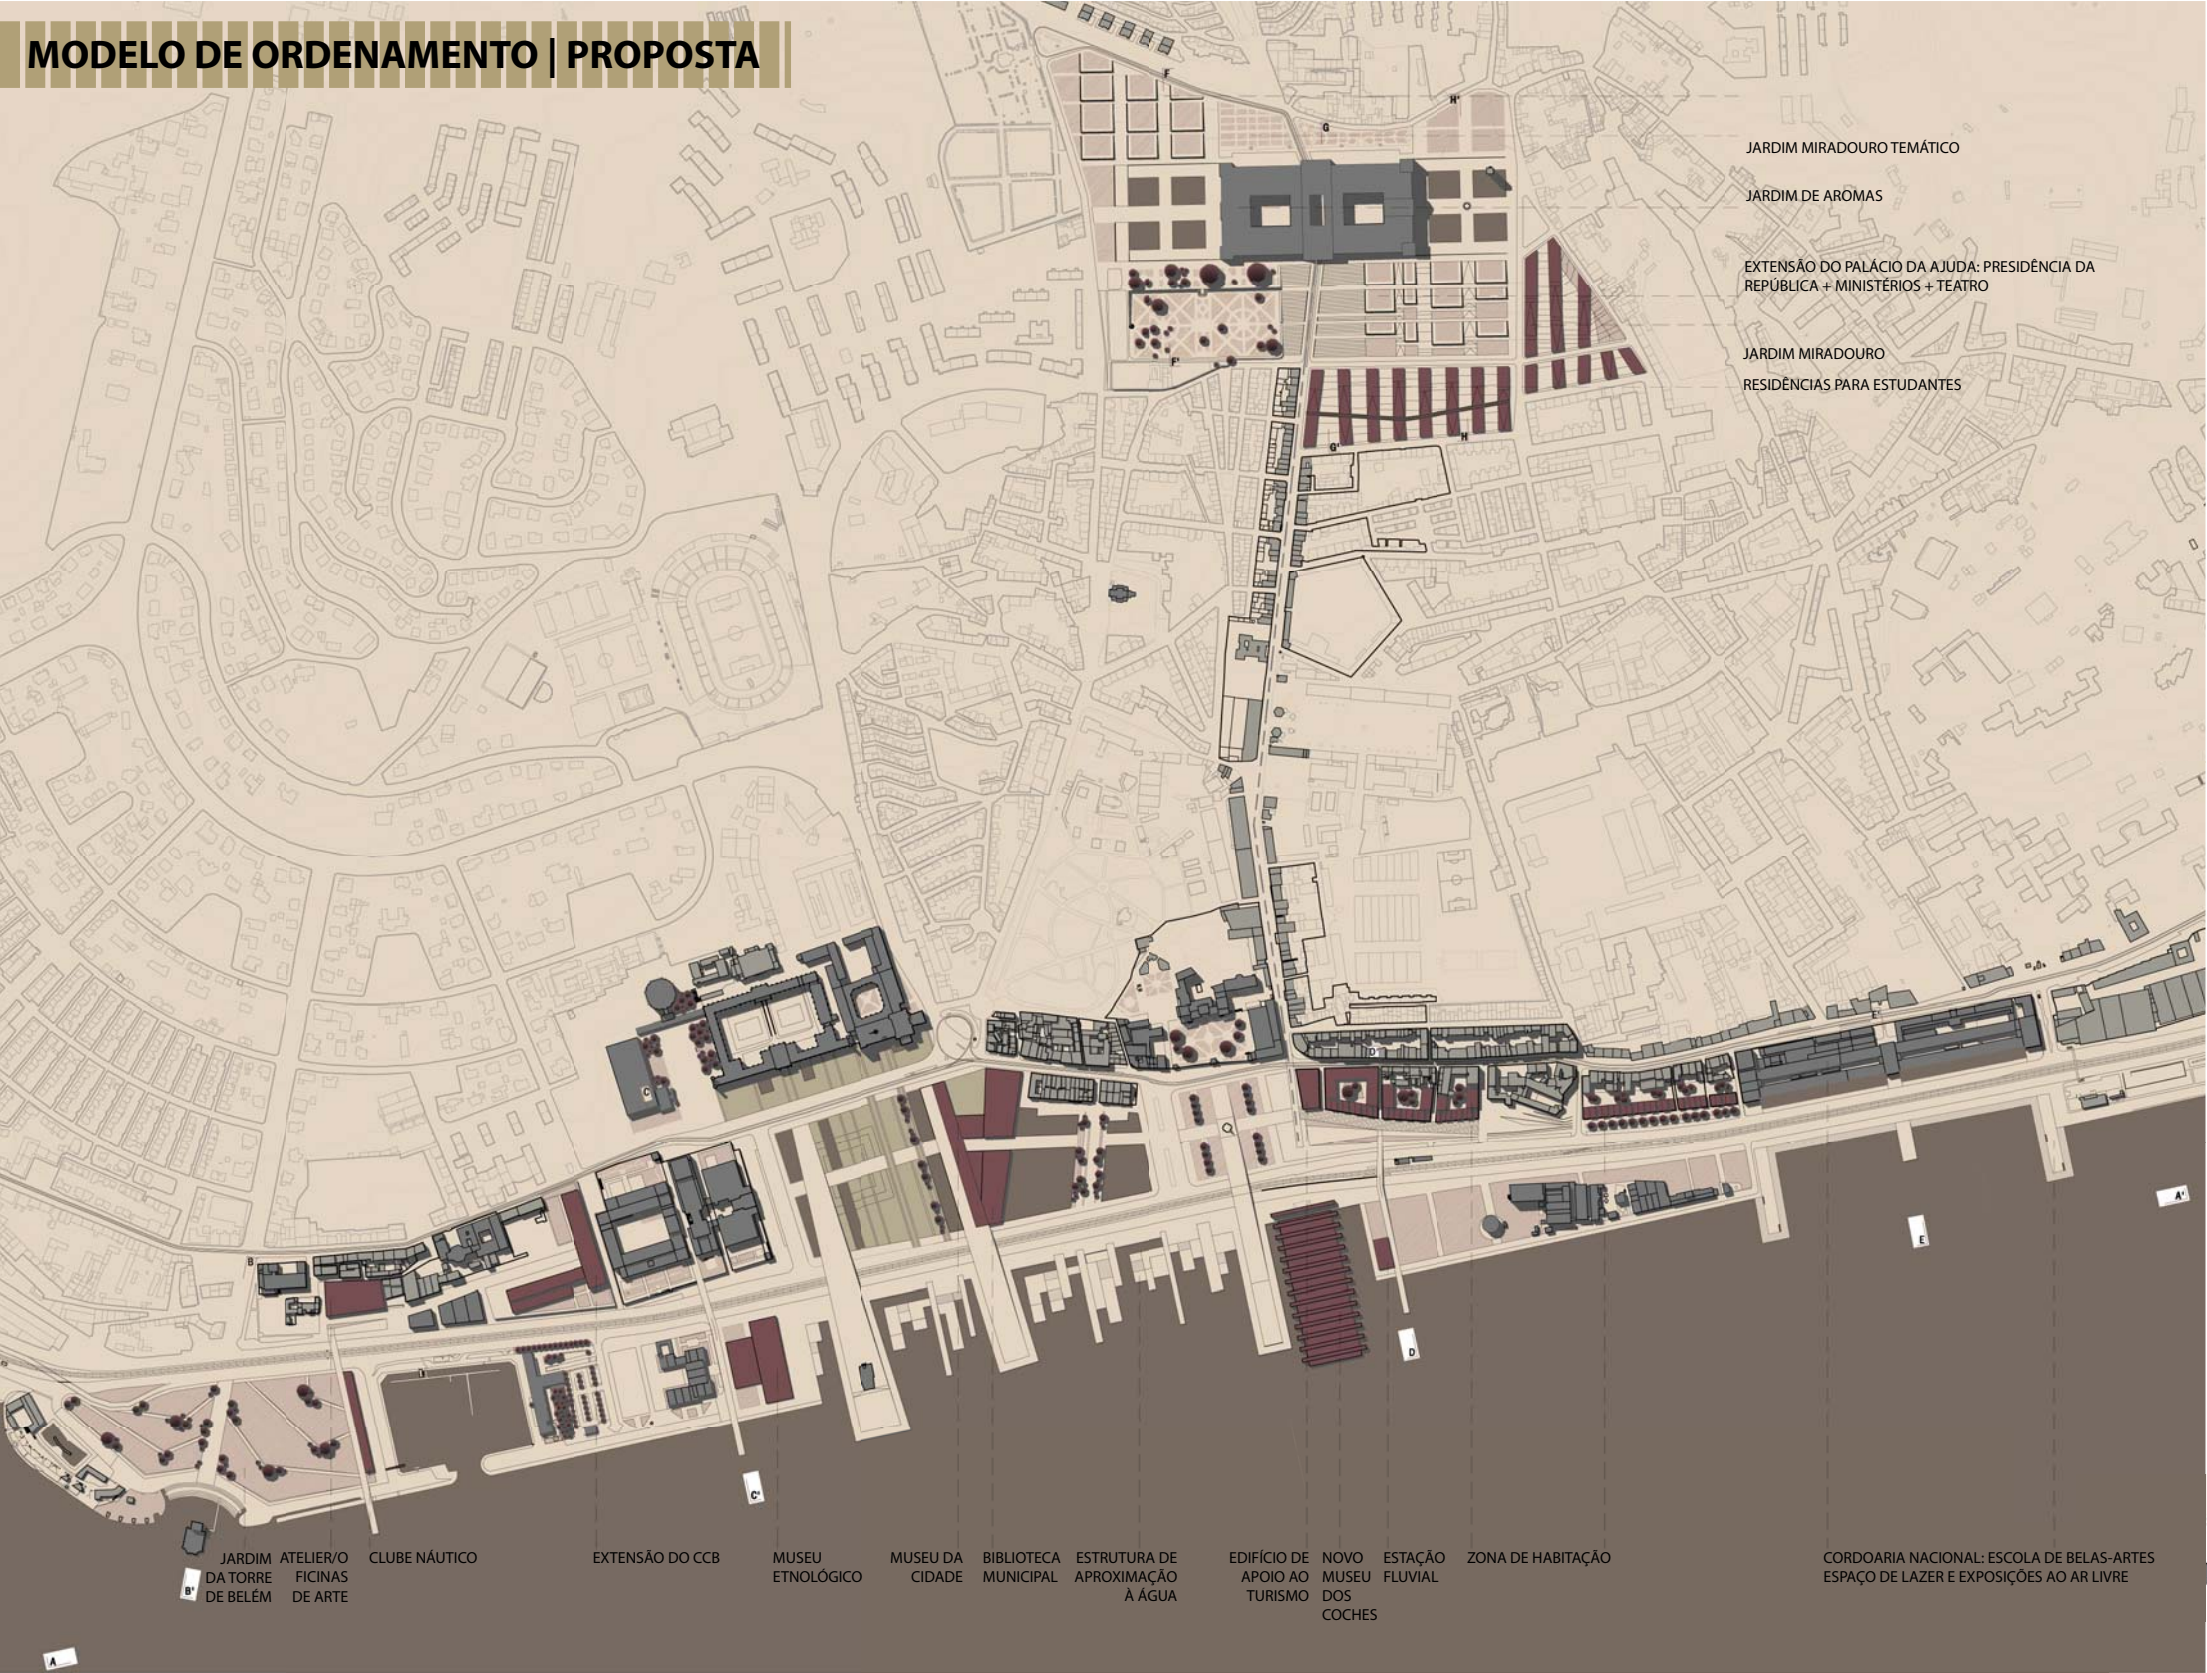 MODELO DE ORDENAMENTO | PROPOSTA
F
H'
G
JARDIM MIRADOURO TEMÁTICO
JARDIM DE AROMAS
EXTENSÃO DO PALÁCIO DA AJUDA: PRESIDÊNCIA DA
REPÚBLICA + MINISTÉRIOS + TEATRO
JARDIM MIRADOURO
RESIDÊNCIAS PARA ESTUDANTES
F'
G'
H
E'
D'
C
B
A'
E
D
C'
JARDIM
DA TORRE
DE BELÉM
ATELIER/O
FICINAS
DE ARTE
CLUBE NÁUTICO
EXTENSÃO DO CCB
MUSEU
ETNOLÓGICO
MUSEU DA
CIDADE
BIBLIOTECA
MUNICIPAL
ESTRUTURA DE
APROXIMAÇÃO
À ÁGUA
EDIFÍCIO DE
APOIO AO
TURISMO
NOVO
MUSEU
DOS
COCHES
ESTAÇÃO
FLUVIAL
ZONA DE HABITAÇÃO
CORDOARIA NACIONAL: ESCOLA DE BELAS-ARTES
ESPAÇO DE LAZER E EXPOSIÇÕES AO AR LIVRE
B'
A